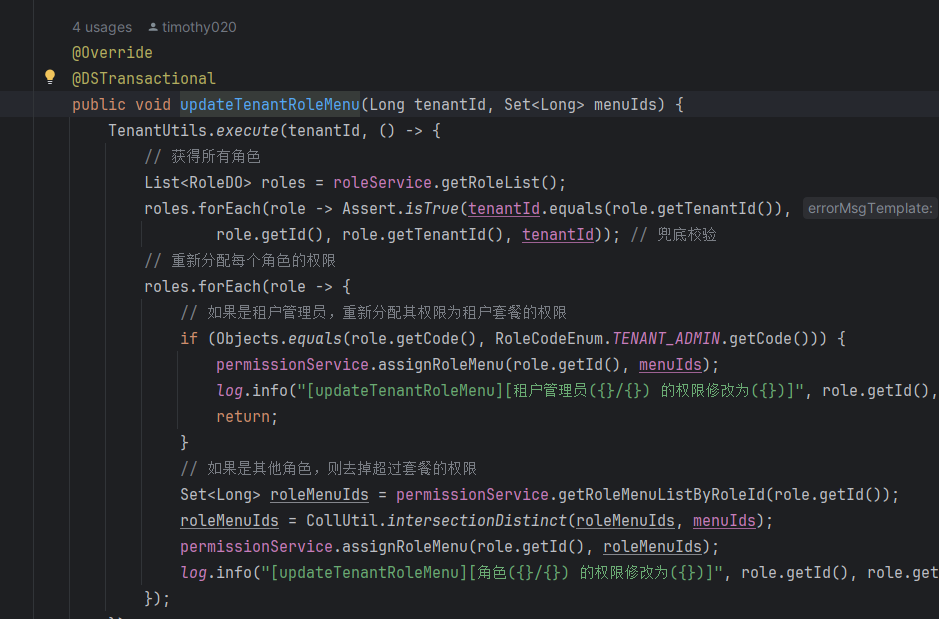 4 usages timothy020
@Override
@DSTransactional
public void updateTenantRoleMenu(Long tenantId, Set<Long> menuIds) {
TenantUtils.execute(tenantId, () -> {
// 获得所有角色
List<RoleDO> roles = roleService.getRoleList();
roles.forEach(role -> Assert.isTrue(tenantId.equals(role.getTenantId()), errorMsgTemplate:
role.getId(), role.getTenantId(), tenantId)); // 兜底校验
// 重新分配每个角色的权限
roles.forEach(role -> {
// 如果是租户管理员，重新分配其权限为租户套餐的权限
if (Objects.equals(role.getCode(), RoleCodeEnum.TENANT_ADMIN.getCode())) {
permissionService.assignRoleMenu(role.getId(), menuIds);
log.info("[updateTenantRoleMenu][租户管理员({}/{}) 的权限修改为({})]", role.getId(),
return;
}
// 如果是其他角色，则去掉超过套餐的权限
Set<Long> roleMenuIds = permissionService.getRoleMenuListByRoleId(role.getId());
roleMenuIds = CollUtil.intersectionDistinct(roleMenuIds, menuIds);
permissionService.assignRoleMenu(role.getId(), roleMenuIds);
log.info("[updateTenantRoleMenu][角色({}/{}) 的权限修改为({})]", role.getId(), role.get
});